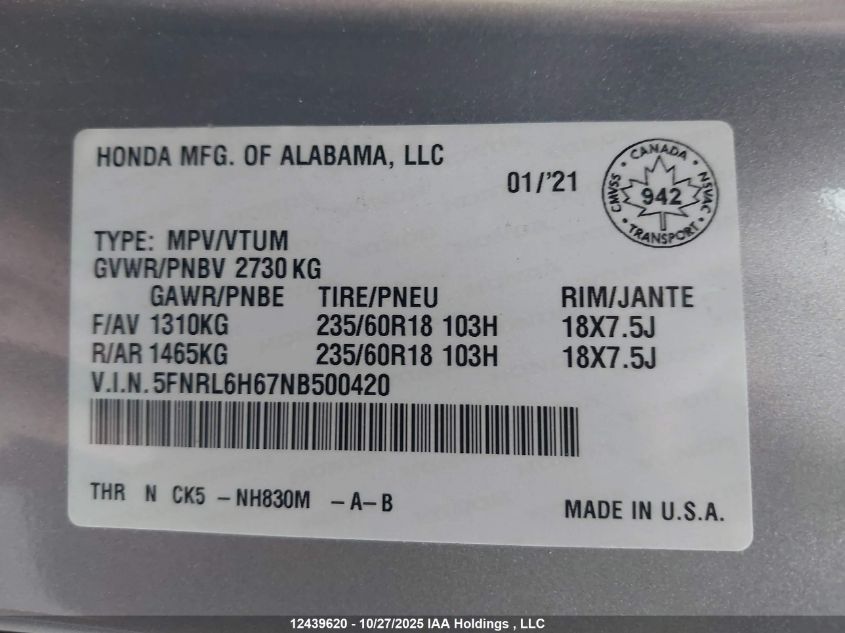 HONDA MFG. OF ALABAMA, LLC
01/'21
CANADA
CMVSS
942
NSVAC
TRANSPORT
TYPE: MPV/VTUM
GVWR/PNBV 2730 KG
GAWR/PNBE TIRE/PNEU RIM/JANTE
F/AV 1310KG 235/60R18 103H 18X7.5J
R/AR 1465KG 235/60R18 103H 18X7.5J
V.I.N. 5FNRL6H67NB500420
THR N CK5 -NH830M -A-B
MADE IN U.S.A.
12439620 - 10/27/2025 IAA Holdings , LLC